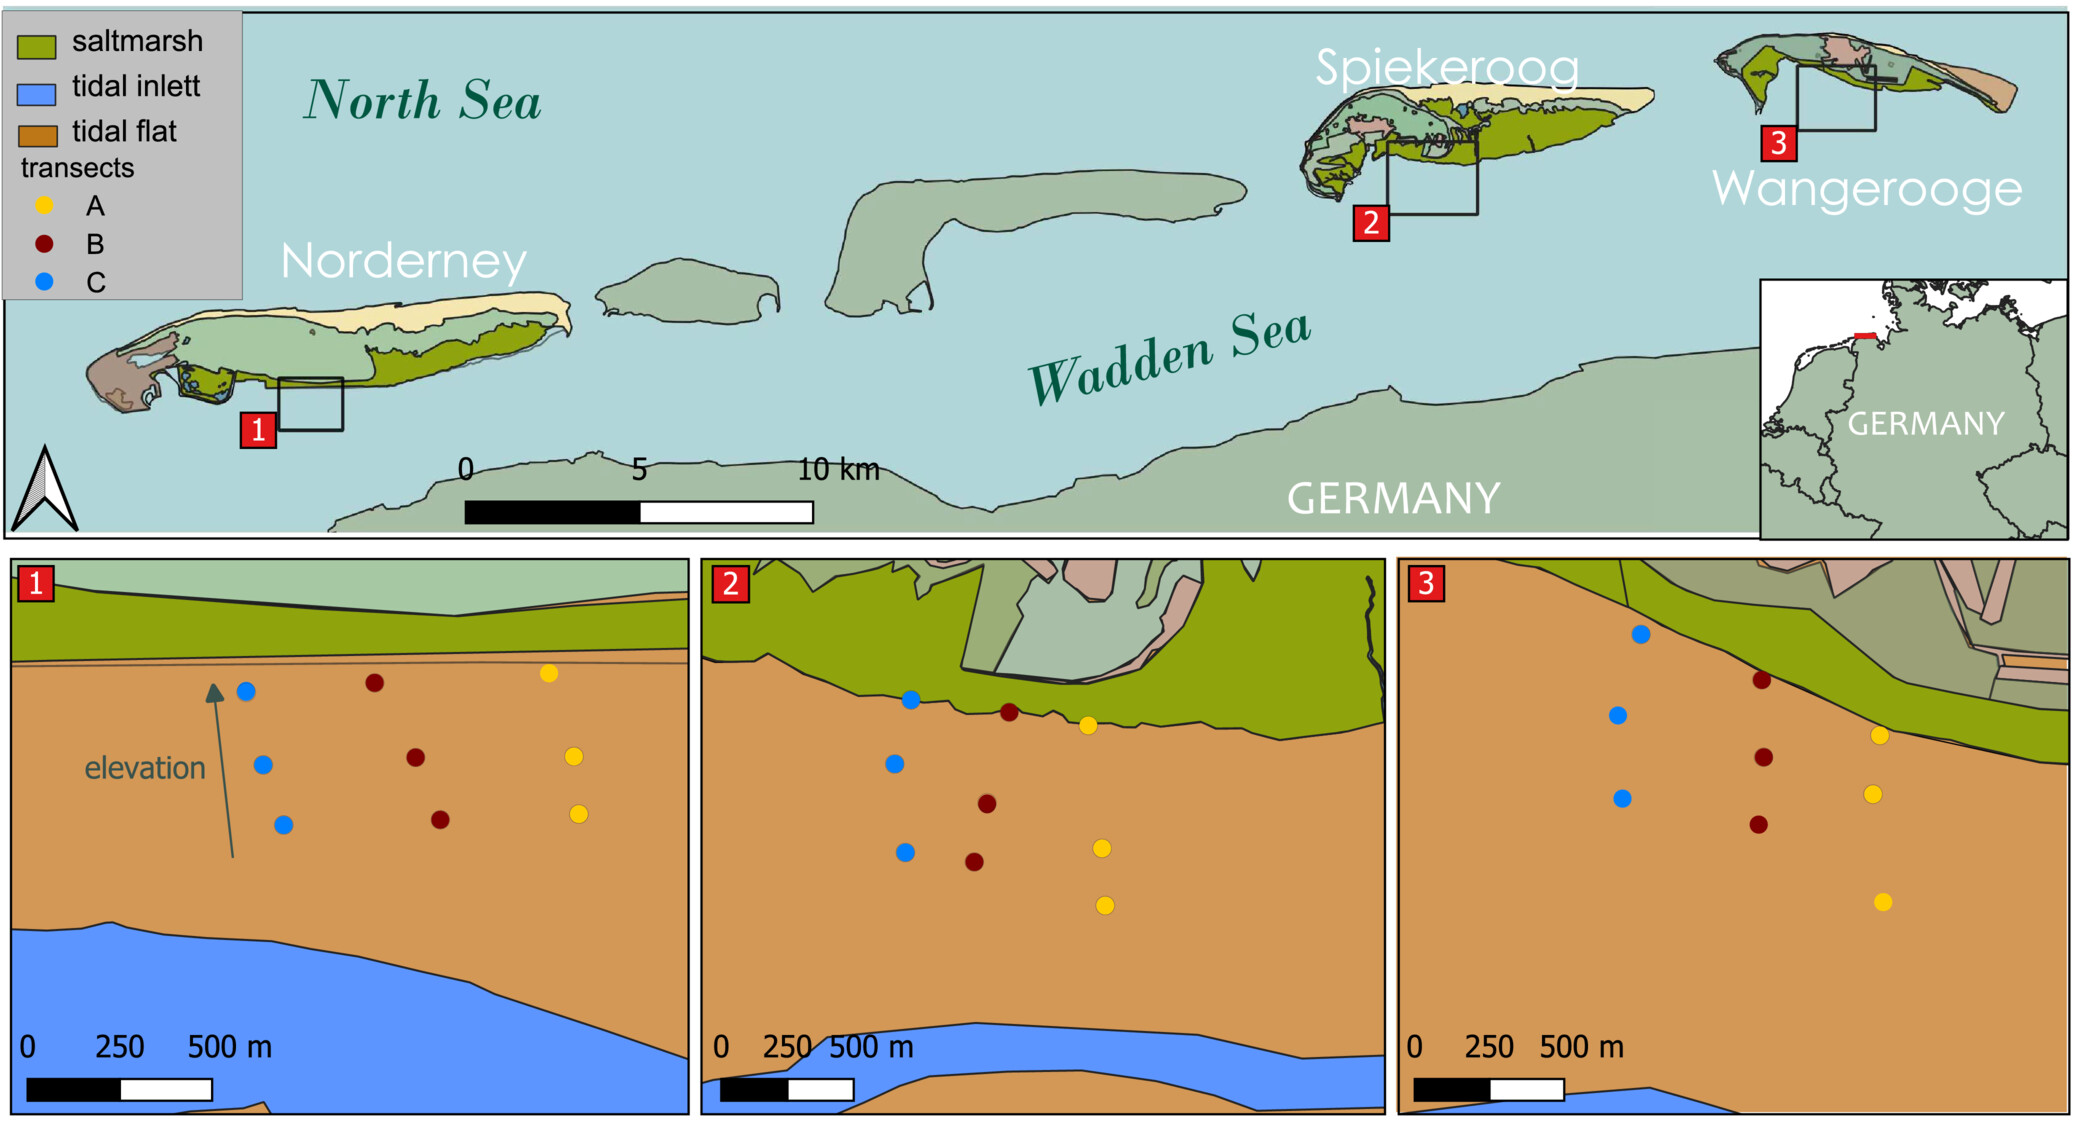 saltmarsh
tidal inlett
tidal flat
transects
A
B
C
North Sea
Norderney
Spiekeroog
Wangerooge
Wadden Sea
1
2
3
0 5 10 km
GERMANY
GERMANY
1
elevation
0 250 500 m
2
0 250 500 m
3
0 250 500 m